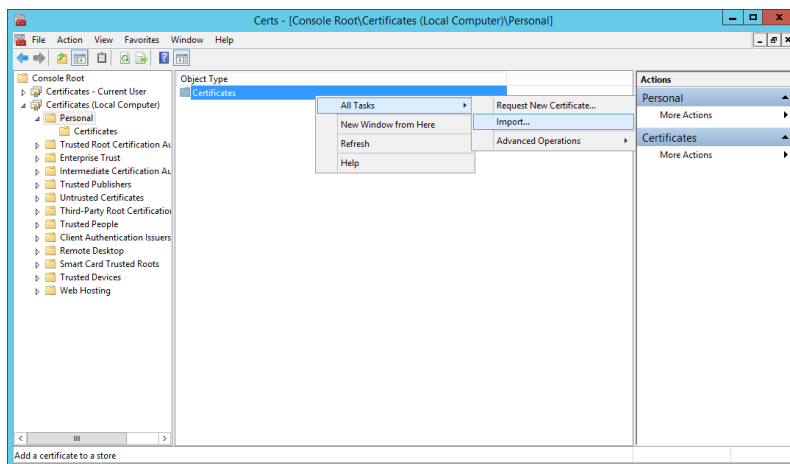 Certs - [Console Root\Certificates (Local Computer)\Personal]
File Action View Favorites Window Help
Console Root
Certificates - Current User
Certificates (Local Computer)
Personal
Certificates
Trusted Root Certification Au
Enterprise Trust
Intermediate Certification Au
Trusted Publishers
Untrusted Certificates
Third-Party Root Certification
Trusted People
Client Authentication Issuers
Remote Desktop
Smart Card Trusted Roots
Trusted Devices
Web Hosting
Object Type
Certificates
All Tasks
New Window from Here
Refresh
Help
Request New Certificate...
Import...
Advanced Operations
Actions
Personal
More Actions
Certificates
More Actions
Add a certificate to a store